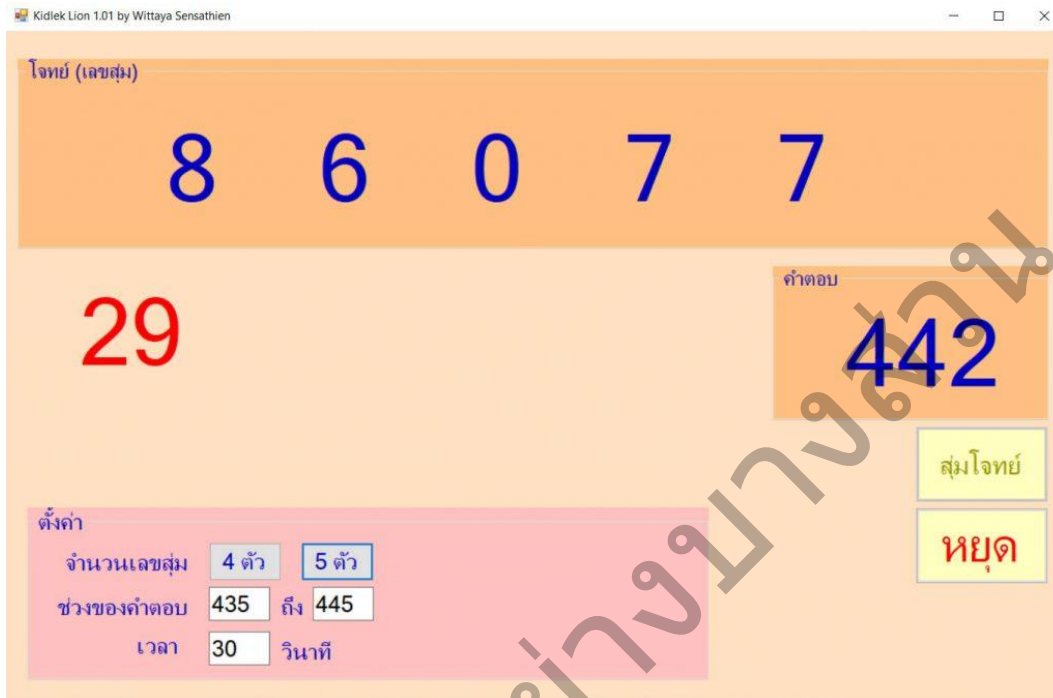 Kidlek Lion 1.01 by Wittaya Sensathien
โจทย์ (เลขสุ่ม)
8 6 0 7 7
29
คำตอบ
442
สุ่มโจทย์
หยุด
ตั้งค่า
จำนวนเลขสุ่ม 4 ตัว 5 ตัว
ช่วงของคำตอบ 435 ถึง 445
เวลา 30 วินาที